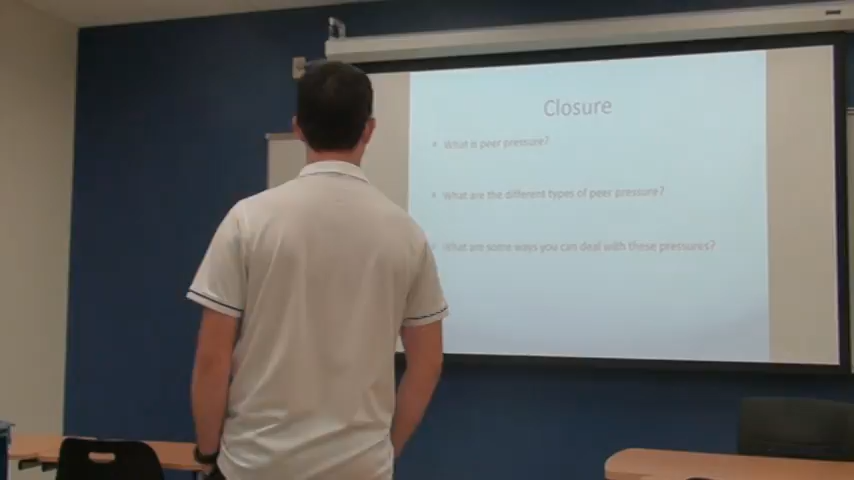 Closure
• What is peer pressure?
• What are the different types of peer pressure?
What are some ways you can deal with these pressures?